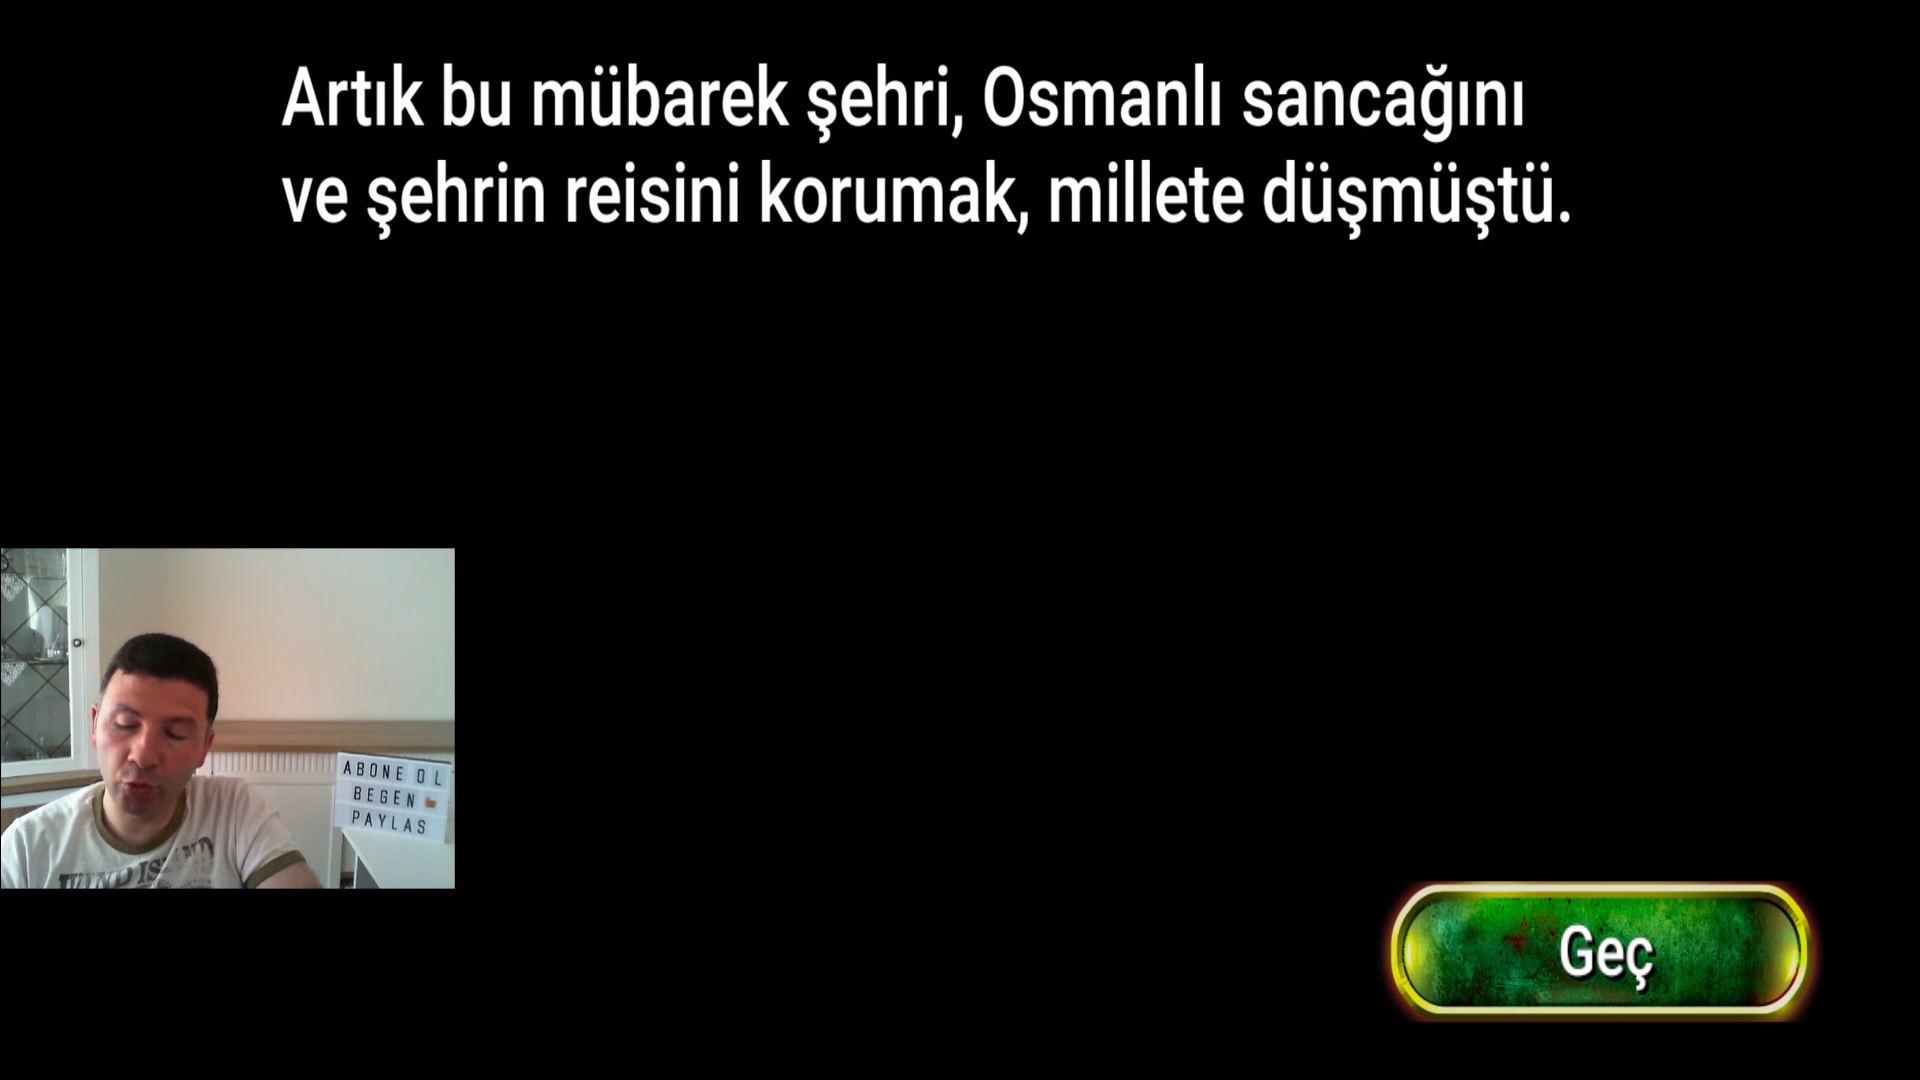 Artık bu mübarek şehri, Osmanlı sancağını
ve şehrin reisini korumak, millete düşmüştü.
ABONE OL
BEGEN
PAYLAS
Geç